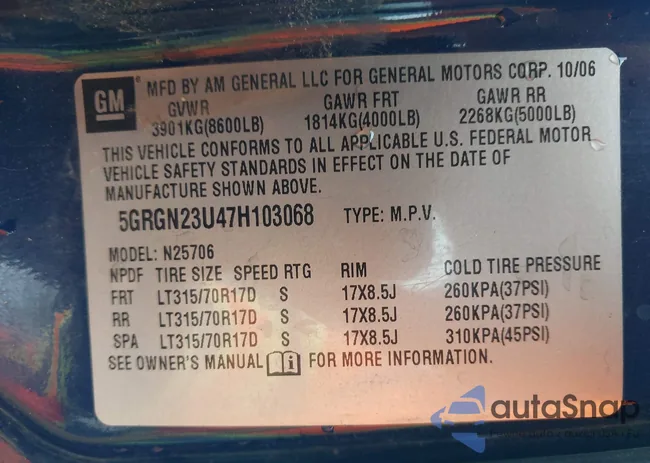 GM
MFD BY AM GENERAL LLC FOR GENERAL MOTORS CORP. 10/06
GVWR GAWR FRT GAWR RR
3901KG(8600LB) 1814KG(4000LB) 2268KG(5000LB)
THIS VEHICLE CONFORMS TO ALL APPLICABLE U.S. FEDERAL MOTOR
VEHICLE SAFETY STANDARDS IN EFFECT ON THE DATE OF
MANUFACTURE SHOWN ABOVE.
5GRGN23U47H103068 TYPE: M.P.V.
MODEL: N25706
NPDF TIRE SIZE SPEED RTG RIM COLD TIRE PRESSURE
FRT LT315/70R17D S 17X8.5J 260KPA(37PSI)
RR LT315/70R17D S 17X8.5J 260KPA(37PSI)
SPA LT315/70R17D S 17X8.5J 310KPA(45PSI)
SEE OWNER'S MANUAL FOR MORE INFORMATION.
autaSnap